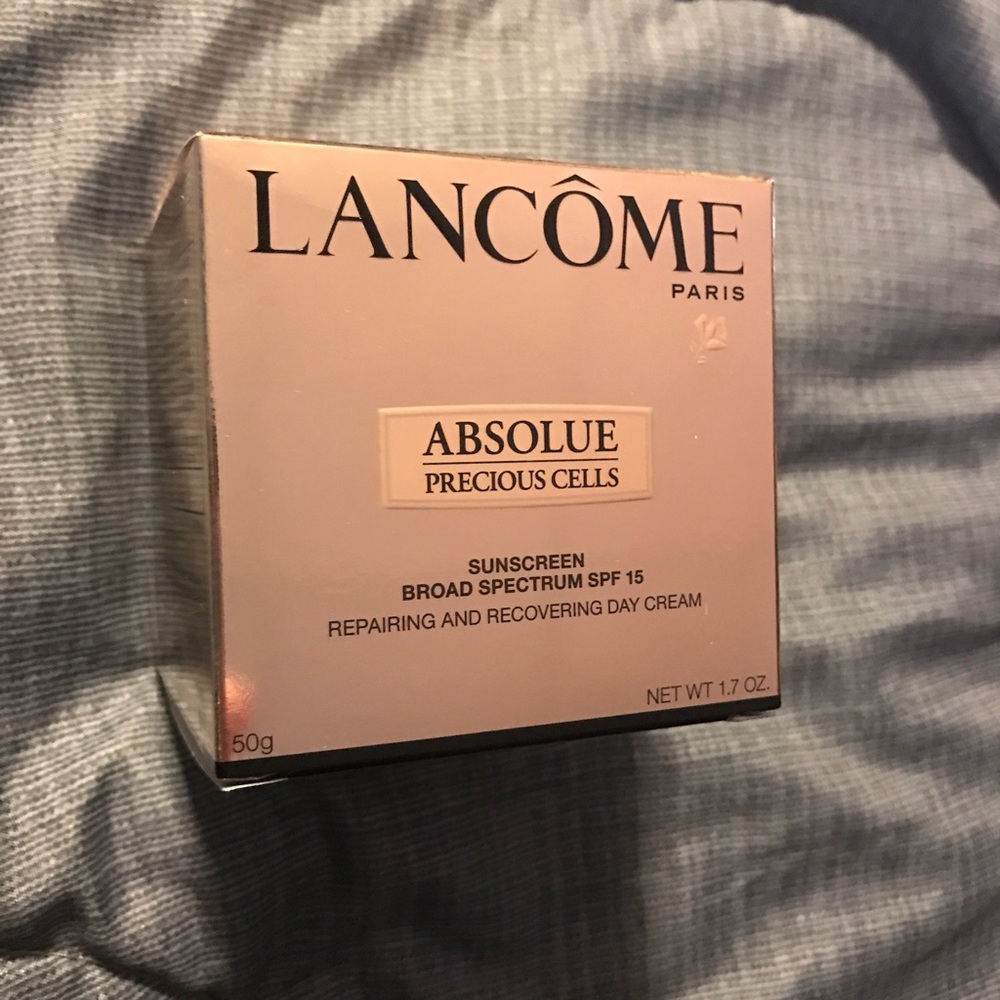 LANCÔME
PARIS
ABSOLUE
PRECIOUS CELLS
SUNSCREEN
BROAD SPECTRUM SPF 15
REPAIRING AND RECOVERING DAY CREAM
NET WT 1.7 OZ.
50g